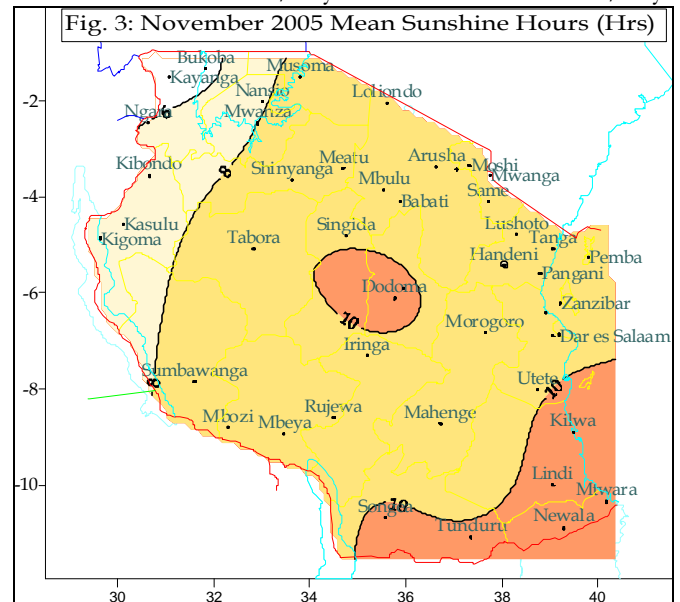 Fig. 3: November 2005 Mean Sunshine Hours (Hrs)
Bukoba
Musoma
Kayanga
-2
Nansio
Loliondo
6
Ngara
Mwanza
Kibondo
8
Shinyanga
Meatu
Arusha
Moshi
Mwanga
-4
Mbulu
Same
Babati
Kasulu
Singida
Lushoto
Kigoma
Tabora
Tanga
Handeni
Pemba
Pangani
-6
Dodoma
Zanzibar
10
Morogoro
Iringa
Dar es Salaam
Sumbawanga
8
Utete
10
-8
Mbozi
Mbeya
Rujewa
Mahenge
Kilwa
-10
Lindi
Songea
10
Mtwara
Tunduru
Newala
30 32 34 36 38 40